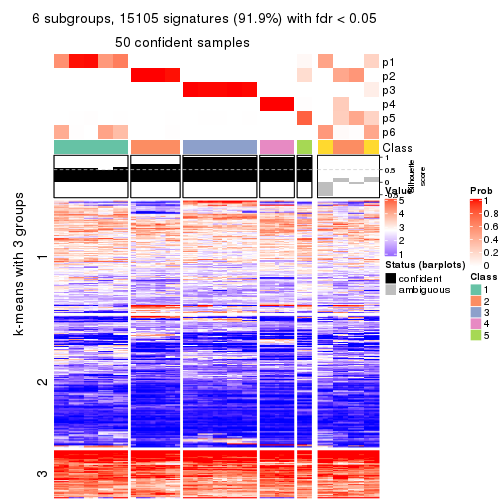 6 subgroups, 15105 signatures (91.9%) with fdr < 0.05
50 confident samples
p1
p2
p3
p4
p5
p6
Class
1
0.5
0
-0.5
Silhouette
score
k-means with 3 groups
1
2
3
Value
5
4
3
2
1
Status (barplots)
confident
ambiguous
Prob
1
0.8
0.6
0.4
0.2
0
Class
1
2
3
4
5